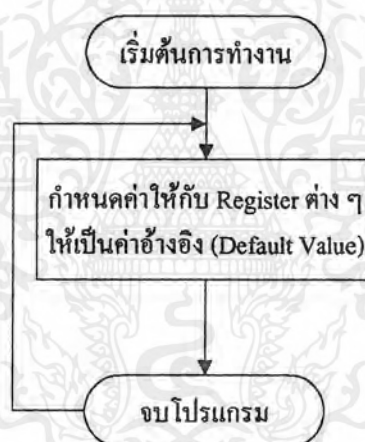 เริ่มต้นการทำงาน
กำหนดค่าให้กับ Register ต่าง ๆ
ให้เป็นค่าอ้างอิง (Default Value)
จบโปรแกรม